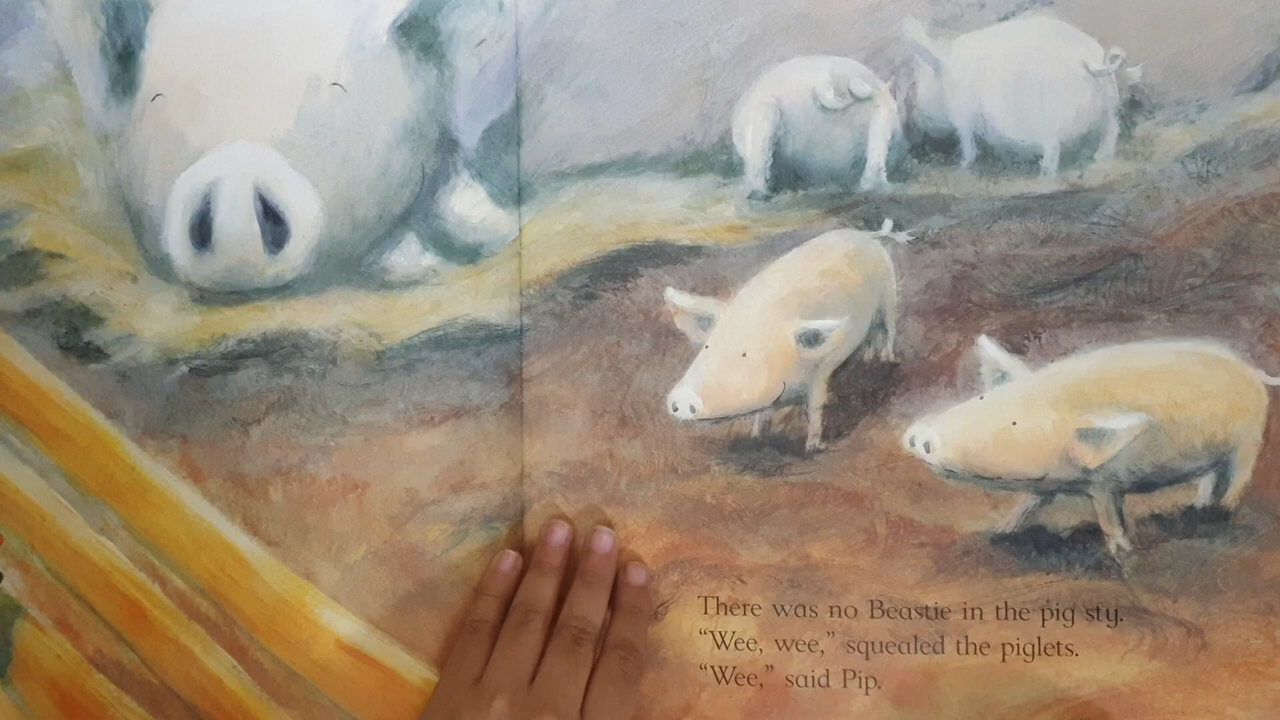 There was no Beastie in the pig sty.
“Wee, wee,” squealed the piglets.
“Wee,” said Pip.